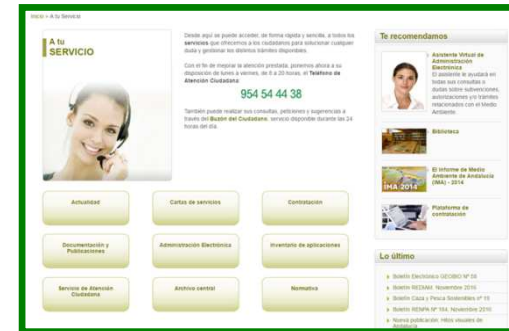 Inicio » A tu Servicio
A tu
SERVICIO
Desde aquí se puede acceder, de forma rápida y sencilla, a todos los
servicios que ofrecemos a los ciudadanos para solucionar cualquier
duda y gestionar los distintos trámites disponibles.
Con el fin de mejorar la atención prestada, ponemos ahora a su
disposición de lunes a viernes, de 8 a 20 horas, el Teléfono de
Atención Ciudadana:
954 54 44 38
También puede realizar sus consultas, peticiones y sugerencias a
través del Buzón del Ciudadano, servicio disponible durante las 24
horas del día.
Actualidad
Cartas de servicios
Contratación
Documentación y
Publicaciones
Administración Electrónica
Inventario de aplicaciones
Servicio de Atención
Ciudadana
Archivo central
Normativa
Te recomendamos
Asistente Virtual de
Administración
Electrónica
El asistente le ayudará en
todas sus consultas o
dudas sobre subvenciones,
autorizaciones y/o trámites
relacionados con el Medio
Ambiente.
Biblioteca
IMA 2014
El Informe de Medio
Ambiente de Andalucía
(IMA) - 2014
Plataforma de
contratación
Lo último
Boletín Electrónico GEOBIO Nº 28
Boletín REDIAM. Noviembre 2016
Boletín Caza y Pesca Sostenibles nº 15
Boletín RENPA Nº 184. Noviembre 2016
Nueva publicación: Hitos visuales de
Andalucía